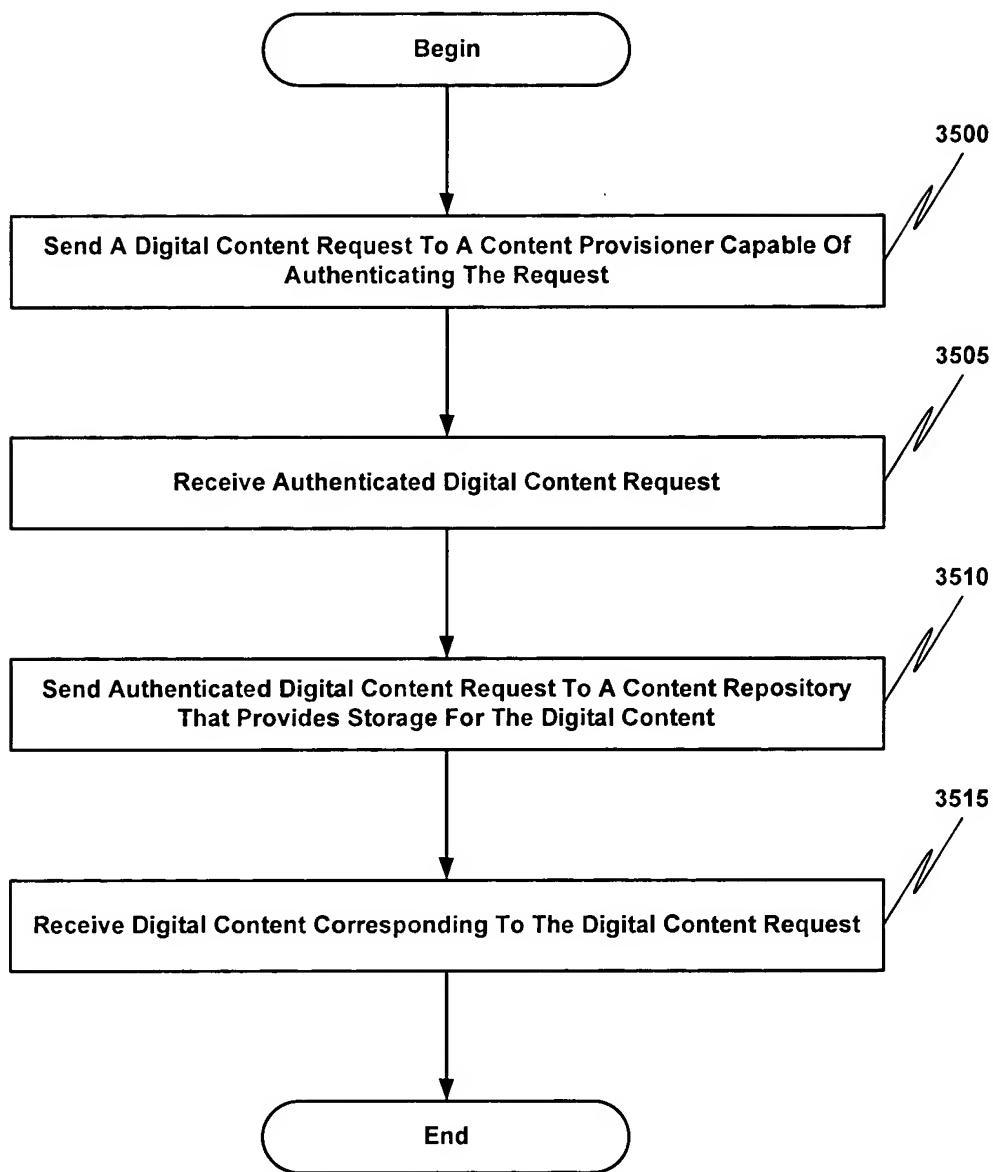 Begin
3500
Send A Digital Content Request To A Content Provisioner Capable Of
Authenticating The Request
3505
Receive Authenticated Digital Content Request
3510
Send Authenticated Digital Content Request To A Content Repository
That Provides Storage For The Digital Content
3515
Receive Digital Content Corresponding To The Digital Content Request
End